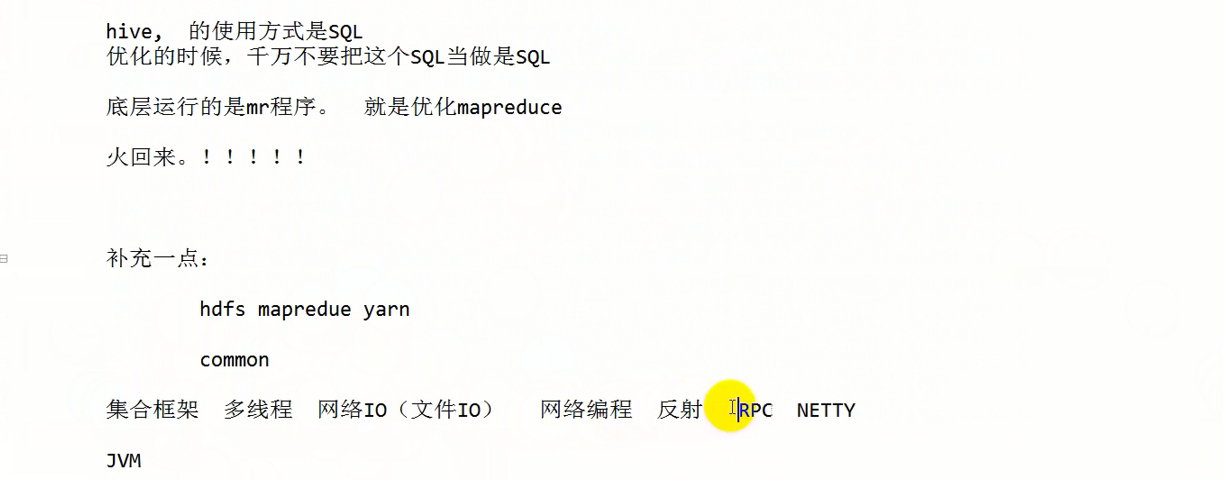 hive,  的使用方式是SQL
优化的时候，千万不要把这个SQL当做是SQL
底层运行的是mr程序。  就是优化mapreduce
火回来。！！！！！
补充一点：
hdfs mapredue yarn
common
集合框架  多线程  网络IO（文件IO）  网络编程  反射  RPC  NETTY
JVM